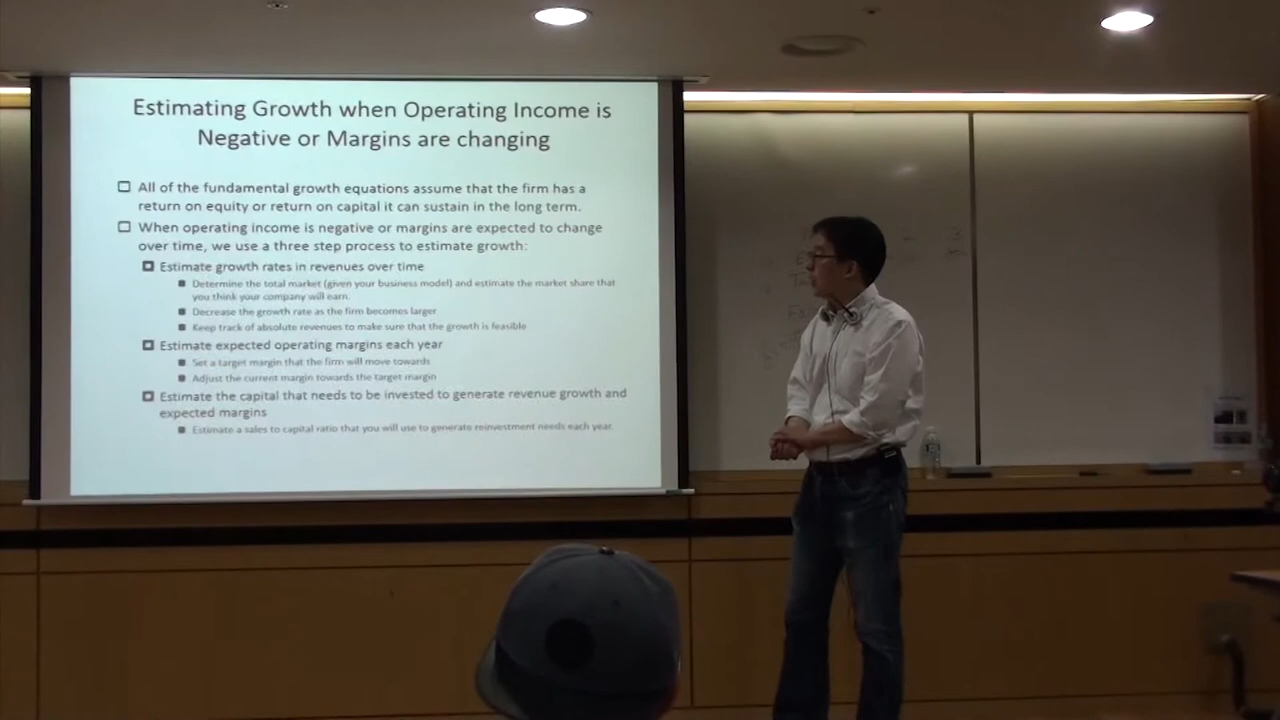 Estimating Growth when Operating Income is
Negative or Margins are changing
All of the fundamental growth equations assume that the firm has a
return on equity or return on capital it can sustain in the long term.
When operating income is negative or margins are expected to change
over time, we use a three step process to estimate growth:
Estimate growth rates in revenues over time
Determine the total market (given your business model) and estimate the market share that
you think your company will earn.
Decrease the growth rate as the firm becomes larger
Keep track of absolute revenues to make sure that the growth is feasible
Estimate expected operating margins each year
Set a target margin that the firm will move towards
Adjust the current margin towards the target margin
Estimate the capital that needs to be invested to generate revenue growth and
expected margins
Estimate a sales to capital ratio that you will use to generate reinvestment needs each year.